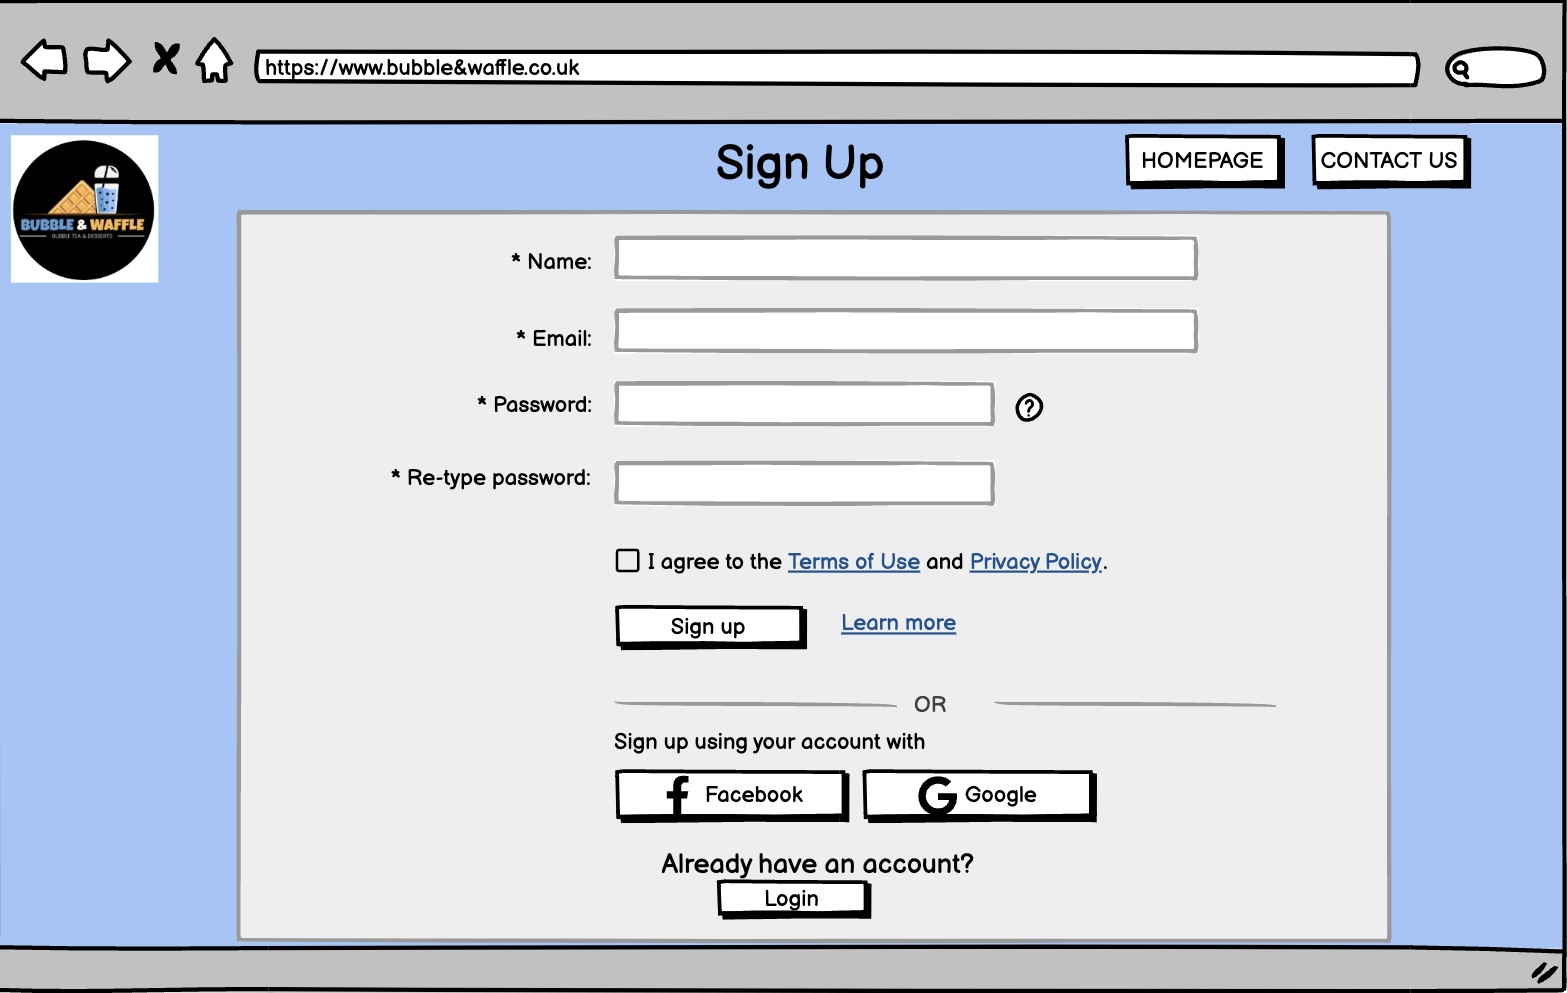 https://www.bubble&waffle.co.uk
Sign Up
HOMEPAGE
CONTACT US
BUBBLE & WAFFLE
BUBBLE TEA & DESSERTS
* Name:
* Email:
* Password:
?
* Re-type password:
I agree to the Terms of Use and Privacy Policy.
Sign up
Learn more
OR
Sign up using your account with
f Facebook
G Google
Already have an account?
Login